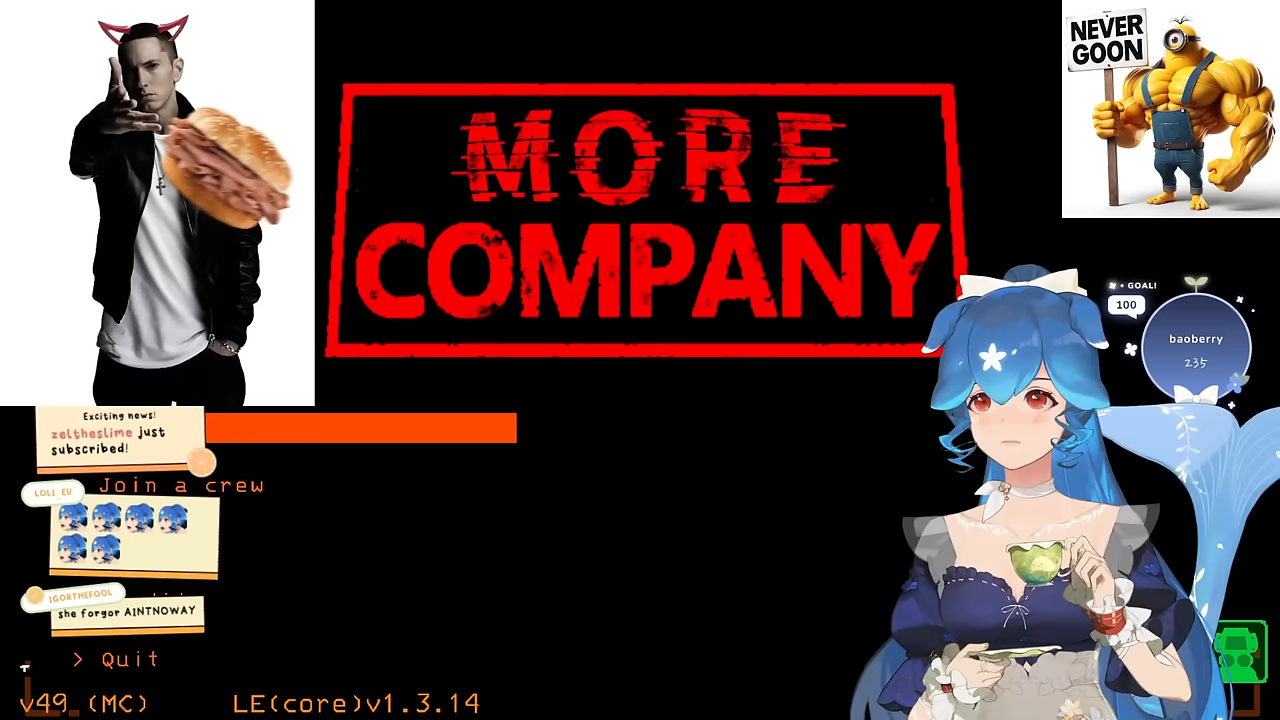 NEVER
GOON
MORE
COMPANY
GOAL!
100
baoberry
235
Exciting news!
zeltheslime just
subscribed!
Join a crew
LOLI_EU
IGORTHEFOOL
she forgor AINTNOWAY
> Quit
v49 (MC)
LE(core)v1.3.14